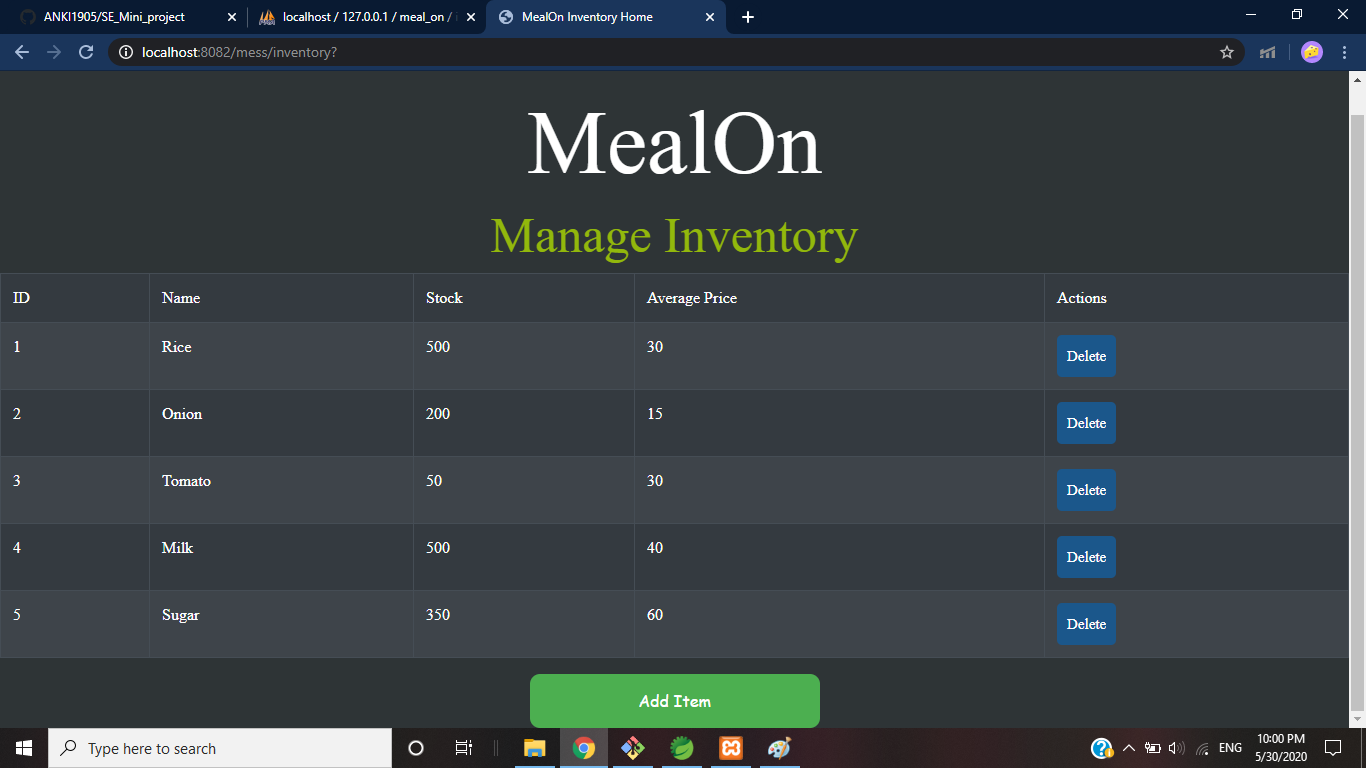 ANKI1905/SE_Mini_project
localhost / 127.0.0.1 / meal_on /
MealOn Inventory Home
localhost:8082/mess/inventory?
MealOn
Manage Inventory
ID Name Stock Average Price Actions
1 Rice 500 30 Delete
2 Onion 200 15 Delete
3 Tomato 50 30 Delete
4 Milk 500 40 Delete
5 Sugar 350 60 Delete
Add Item
Type here to search
ENG
10:00 PM
5/30/2020